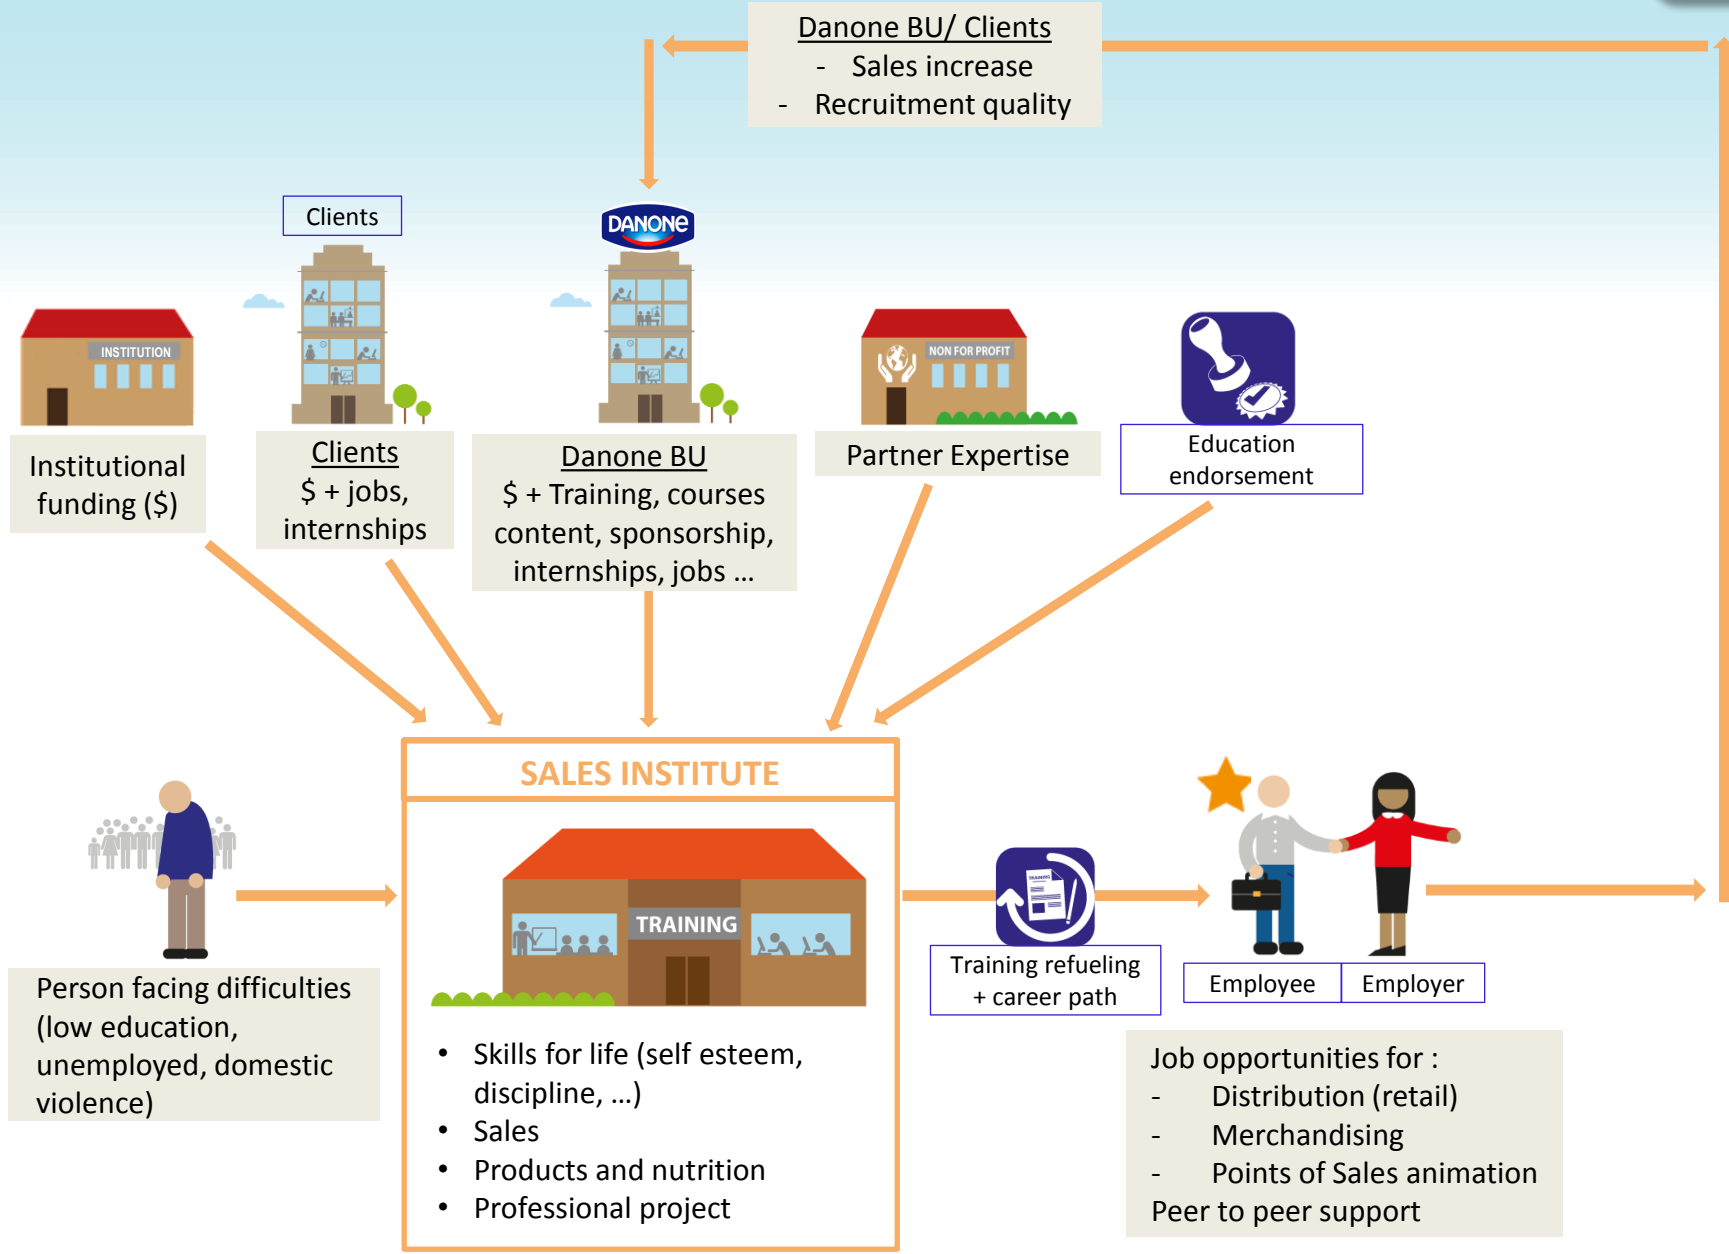 Danone BU/ Clients
- Sales increase
- Recruitment quality
Clients
DANONE
INSTITUTION
NON FOR PROFIT
Institutional
funding ($)
Clients
$ + jobs,
internships
Danone BU
$ + Training, courses
content, sponsorship,
internships, jobs ...
Partner Expertise
Education
endorsement
SALES INSTITUTE
TRAINING
• Skills for life (self esteem,
discipline, ...)
• Sales
• Products and nutrition
• Professional project
Person facing difficulties
(low education,
unemployed, domestic
violence)
TRAINING
Training refueling
+ career path
Employee
Employer
Job opportunities for :
- Distribution (retail)
- Merchandising
- Points of Sales animation
Peer to peer support